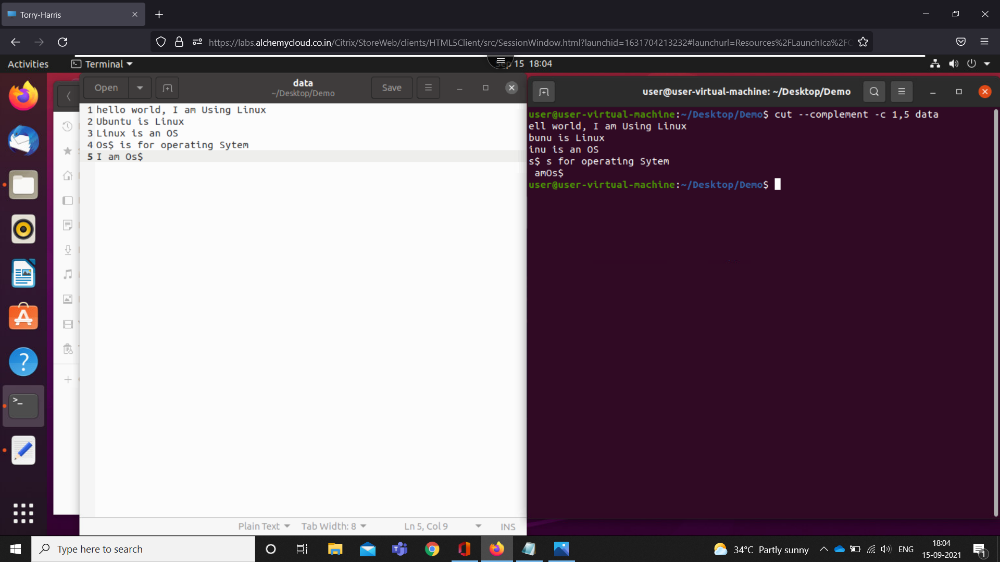 Torry-Harris
https://labs.alchemycloud.co.in/Citrix/StoreWeb/clients/HTML5Client/src/SessionWindow.html?launchid=1631704213232#launchurl=Resources%2FLaunchIca%2FC
Activities
Terminal
15 18:04
Open
data
~/Desktop/Demo
Save
user@user-virtual-machine: ~/Desktop/Demo
1 hello world, I am Using Linux
2 Ubuntu is Linux
3 Linux is an OS
4 Os$ is for operating Sytem
5 I am Os$
user@user-virtual-machine:~/Desktop/Demo$ cut --complement -c 1,5 data
ell world, I am Using Linux
bunu is Linux
inu is an OS
s$ s for operating Sytem
 amOs$
user@user-virtual-machine:~/Desktop/Demo$
Plain Text
Tab Width: 8
Ln 5, Col 9
INS
Type here to search
34°C Partly sunny
ENG
18:04
15-09-2021
1